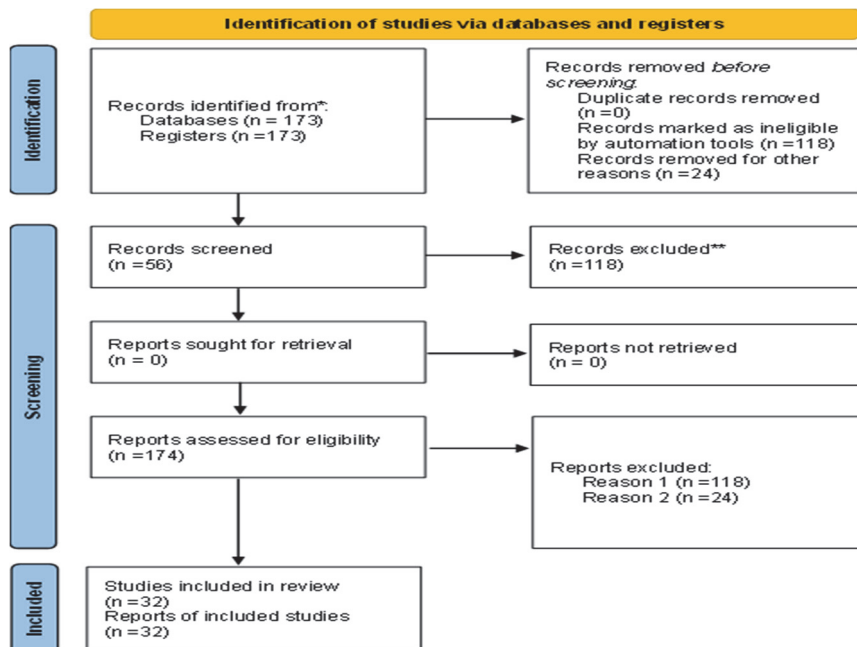 Identification of studies via databases and registers
Identification
Records identified from*:
Databases (n = 173)
Registers (n =173)
Records removed before
screening:
Duplicate records removed
(n =0)
Records marked as ineligible
by automation tools (n =118)
Records removed for other
reasons (n =24)
Screening
Records screened
(n =56)
Records excluded**
(n =118)
Reports sought for retrieval
(n = 0)
Reports not retrieved
(n = 0)
Reports assessed for eligibility
(n =174)
Reports excluded:
Reason 1 (n =118)
Reason 2 (n =24)
Included
Studies included in review
(n =32)
Reports of included studies
(n =32)